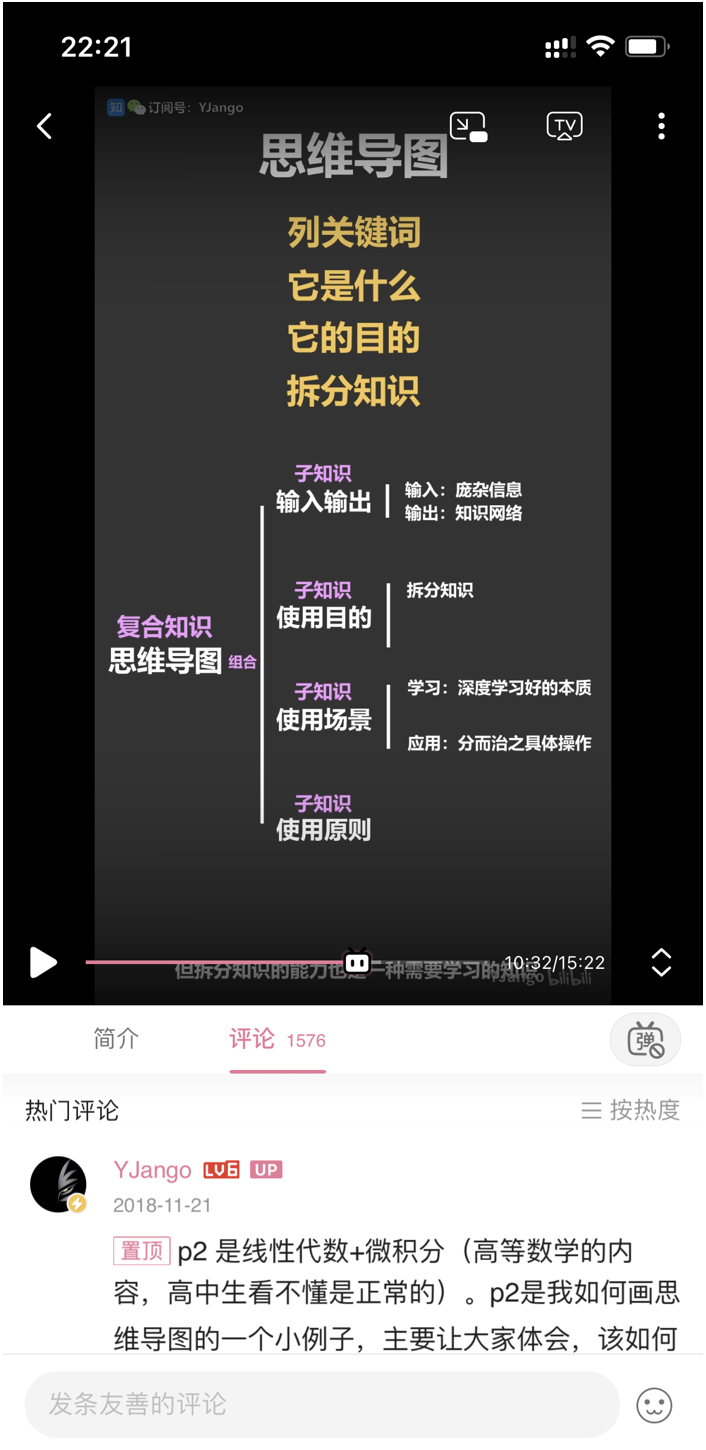 22:21
知 订阅号：YJango
TV
思维导图
列关键词
它是什么
它的目的
拆分知识
子知识
输入输出
输入：庞杂信息
输出：知识网络
子知识
使用目的
拆分知识
复合知识
思维导图 组合
子知识
使用场景
学习：深度学习好的本质
应用：分而治之具体操作
子知识
使用原则
但拆分知识的能力也是一种需要学习的知识
10:32/15:22
YJango bilibili
简介
评论 1576
弹
热门评论
按热度
YJango LV6 UP
2018-11-21
置顶 p2 是线性代数+微积分（高等数学的内
容，高中生看不懂是正常的）。p2是我如何画思
维导图的一个小例子，主要让大家体会，该如何
发条友善的评论